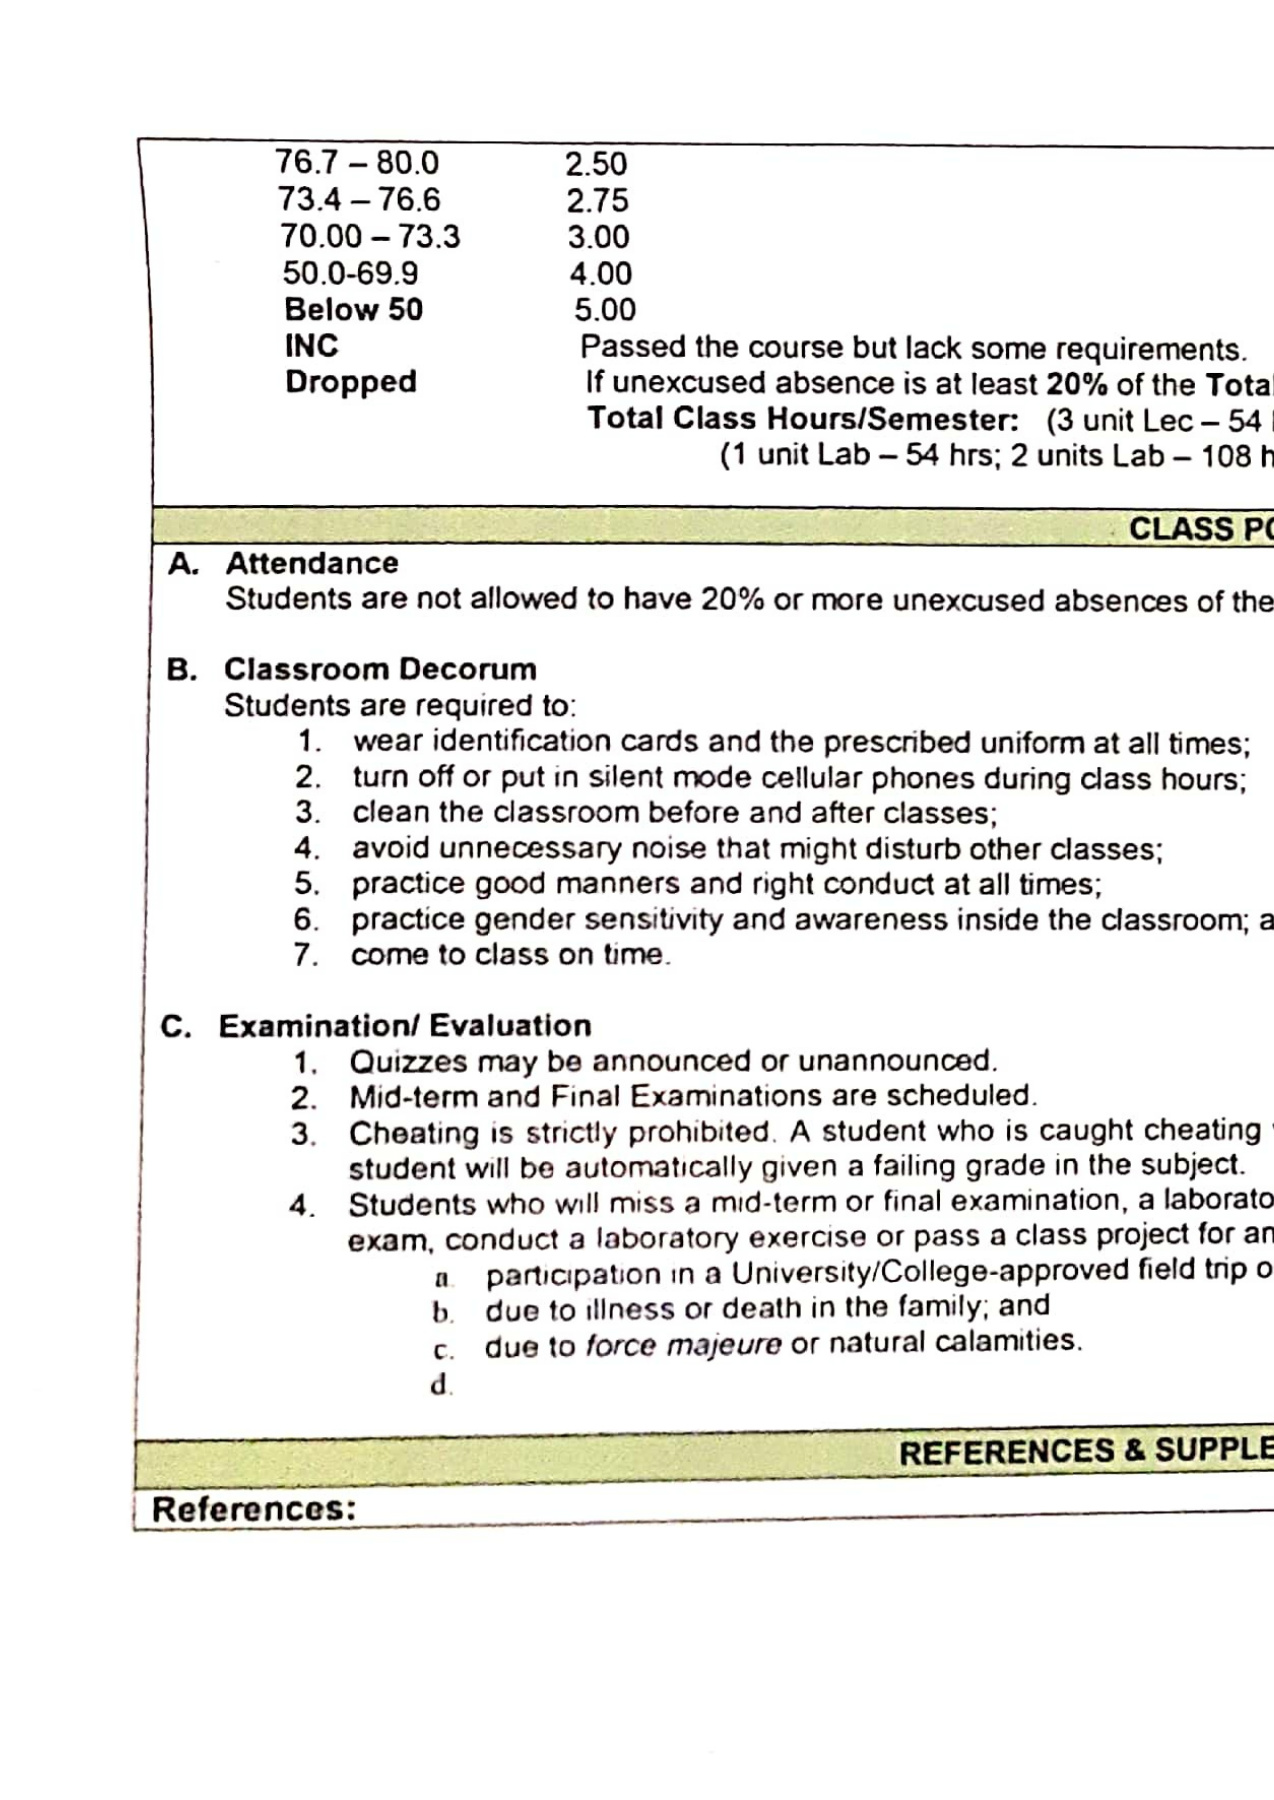 76.7 – 80.0 2.50
73.4 – 76.6 2.75
70.00 – 73.3 3.00
50.0-69.9 4.00
Below 50 5.00
INC Passed the course but lack some requirements.
Dropped If unexcused absence is at least 20% of the Tota
Total Class Hours/Semester: (3 unit Lec – 54
(1 unit Lab – 54 hrs; 2 units Lab – 108 h
CLASS PO
A. Attendance
Students are not allowed to have 20% or more unexcused absences of the
B. Classroom Decorum
Students are required to:
1. wear identification cards and the prescribed uniform at all times;
2. turn off or put in silent mode cellular phones during class hours;
3. clean the classroom before and after classes;
4. avoid unnecessary noise that might disturb other classes;
5. practice good manners and right conduct at all times;
6. practice gender sensitivity and awareness inside the classroom; a
7. come to class on time.
C. Examination/ Evaluation
1. Quizzes may be announced or unannounced.
2. Mid-term and Final Examinations are scheduled.
3. Cheating is strictly prohibited. A student who is caught cheating
student will be automatically given a failing grade in the subject.
4. Students who will miss a mid-term or final examination, a laborato
exam, conduct a laboratory exercise or pass a class project for an
a. participation in a University/College-approved field trip o
b. due to illness or death in the family; and
c. due to force majeure or natural calamities.
d.
REFERENCES & SUPPLE
References: